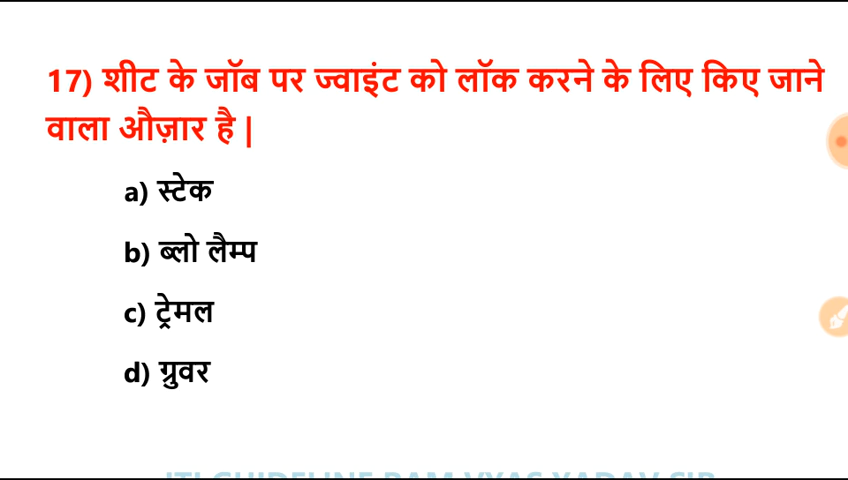 17) शीट के जॉब पर ज्वाइंट को लॉक करने के लिए किए जाने
वाला औज़ार है |
a) स्टेक
b) ब्लो लैम्प
c) ट्रेमल
d) ग्रुवर
ITI GUIDELINE RAM VYAS YADAV SIR